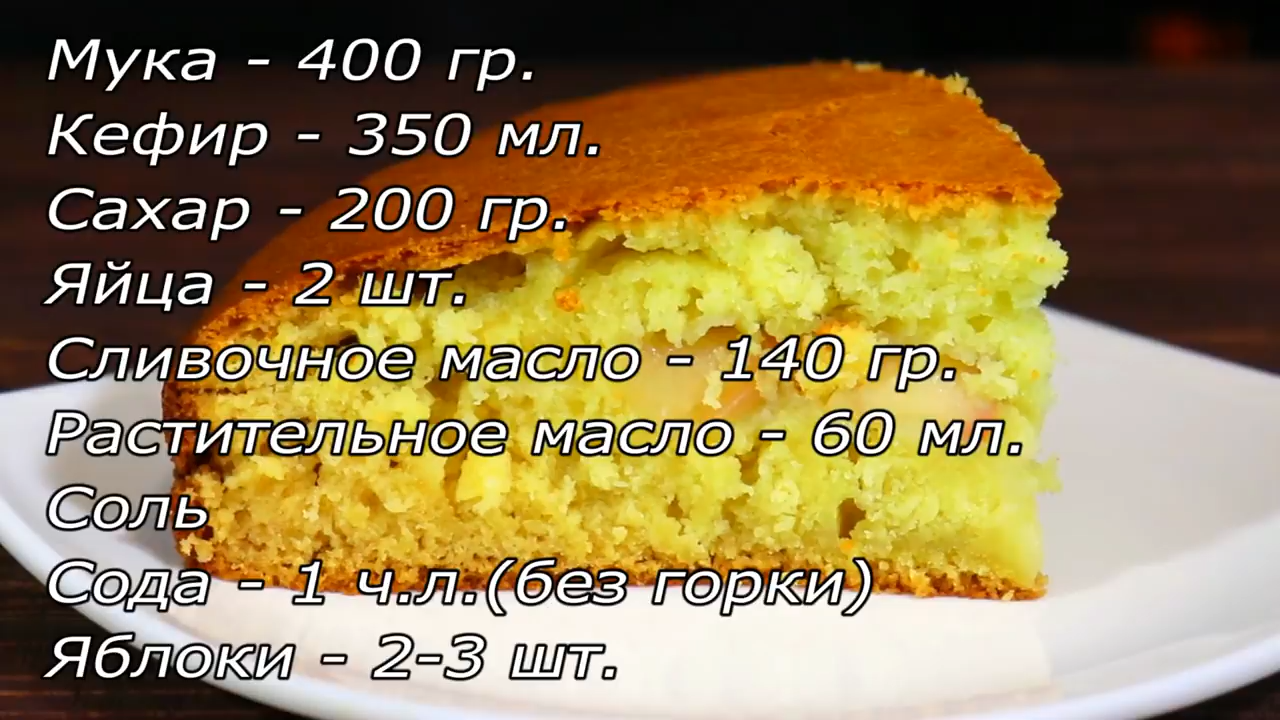 Мука - 400 гр.
Кефир - 350 мл.
Сахар - 200 гр.
Яйца - 2 шт.
Сливочное масло - 140 гр.
Растительное масло - 60 мл.
Соль
Сода - 1 ч.л.(без горки)
Яблоки - 2-3 шт.